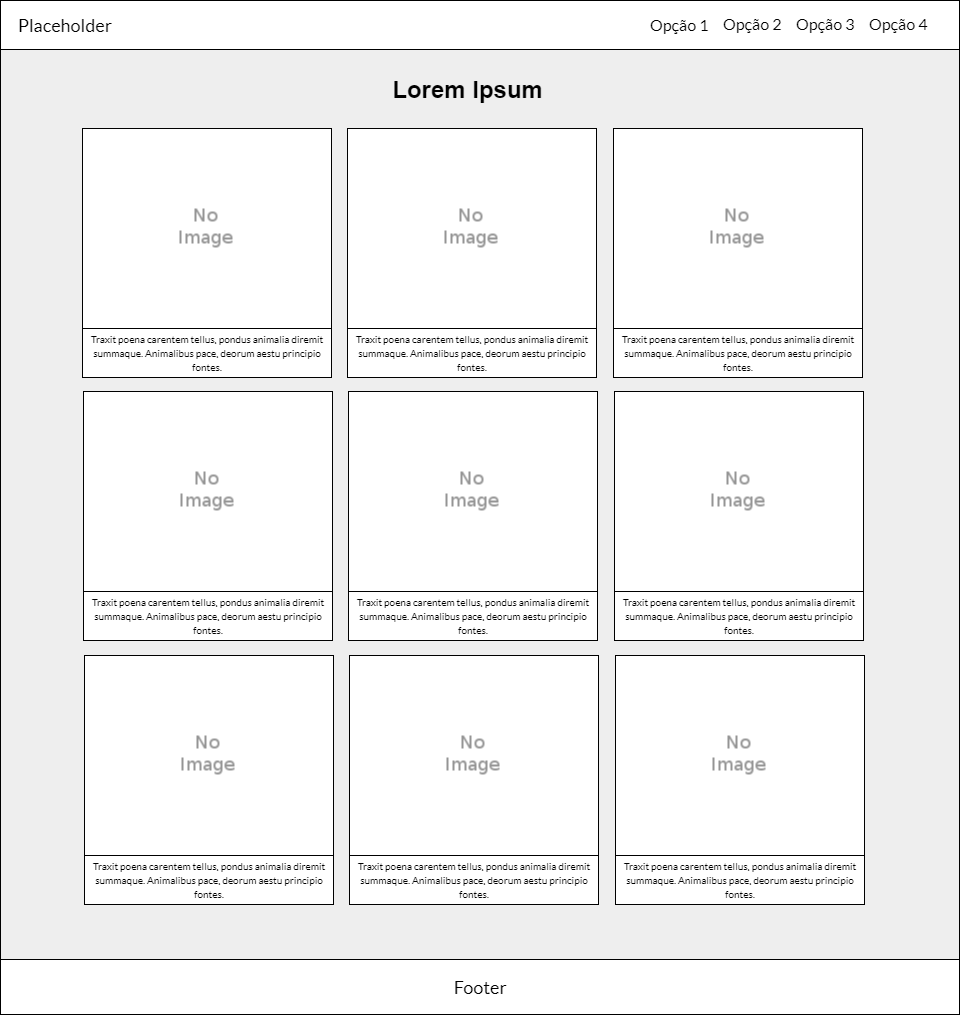 Placeholder
Opção 1 Opção 2 Opção 3 Opção 4
Lorem Ipsum
No
Image
Traxit poena carentem tellus, pondus animalia diremit
summaque. Animalibus pace, deorum aestu principio
fontes.
No
Image
Traxit poena carentem tellus, pondus animalia diremit
summaque. Animalibus pace, deorum aestu principio
fontes.
No
Image
Traxit poena carentem tellus, pondus animalia diremit
summaque. Animalibus pace, deorum aestu principio
fontes.
No
Image
Traxit poena carentem tellus, pondus animalia diremit
summaque. Animalibus pace, deorum aestu principio
fontes.
No
Image
Traxit poena carentem tellus, pondus animalia diremit
summaque. Animalibus pace, deorum aestu principio
fontes.
No
Image
Traxit poena carentem tellus, pondus animalia diremit
summaque. Animalibus pace, deorum aestu principio
fontes.
No
Image
Traxit poena carentem tellus, pondus animalia diremit
summaque. Animalibus pace, deorum aestu principio
fontes.
No
Image
Traxit poena carentem tellus, pondus animalia diremit
summaque. Animalibus pace, deorum aestu principio
fontes.
No
Image
Traxit poena carentem tellus, pondus animalia diremit
summaque. Animalibus pace, deorum aestu principio
fontes.
Footer